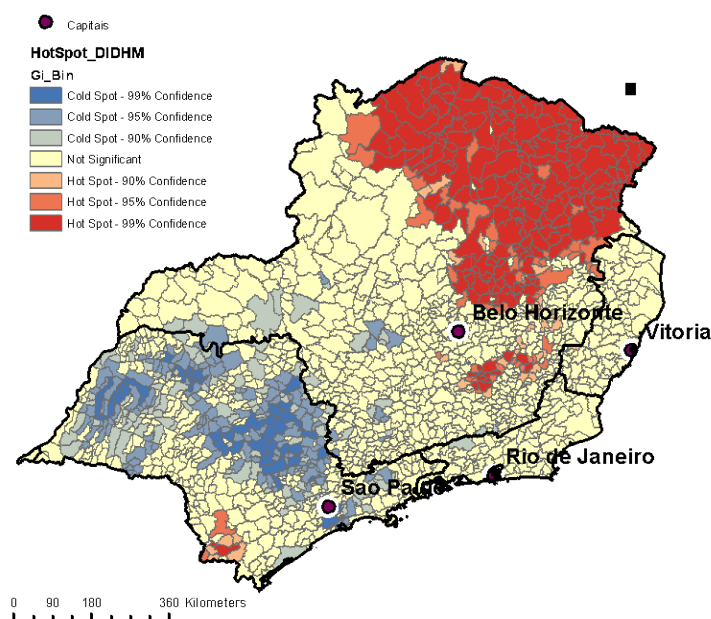 Capitais
HotSpot_DIDHM
Gi_Bin
Cold Spot - 99% Confidence
Cold Spot - 95% Confidence
Cold Spot - 90% Confidence
Not Significant
Hot Spot - 90% Confidence
Hot Spot - 95% Confidence
Hot Spot - 99% Confidence
Belo Horizonte
Vitoria
Rio de Janeiro
Sao Paulo
0 90 180 360 Kilometers